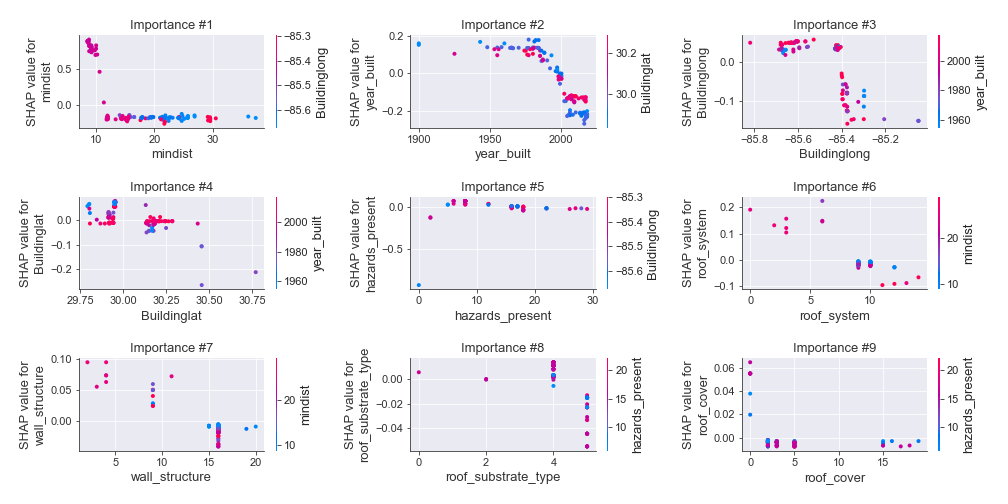 Importance #1
SHAP value for
mindist
0.5
0.0
10
20
30
mindist
−85.3
−85.4
−85.5
−85.6
Buildinglong
Importance #2
SHAP value for
year_built
0.2
0.0
−0.2
1900
1950
2000
year_built
30.2
30.0
Buildinglat
Importance #3
SHAP value for
Buildinglong
0.0
−0.1
−85.8
−85.6
−85.4
−85.2
Buildinglong
2000
1980
1960
year_built
Importance #4
SHAP value for
Buildinglat
0.0
−0.1
−0.2
29.75
30.00
30.25
30.50
30.75
Buildinglat
2000
1980
1960
year_built
Importance #5
SHAP value for
hazards_present
0.0
−0.5
0
10
20
30
hazards_present
−85.3
−85.4
−85.5
−85.6
Buildinglong
Importance #6
SHAP value for
roof_system
0.2
0.1
0.0
−0.1
0
5
10
roof_system
20
10
mindist
Importance #7
SHAP value for
wall_structure
0.10
0.05
0.00
5
10
15
20
wall_structure
20
10
mindist
Importance #8
SHAP value for
roof_substrate_type
0.00
−0.02
−0.04
0
2
4
roof_substrate_type
20
15
10
hazards_present
Importance #9
SHAP value for
roof_cover
0.06
0.04
0.02
0.00
0
5
10
15
roof_cover
20
15
10
hazards_present